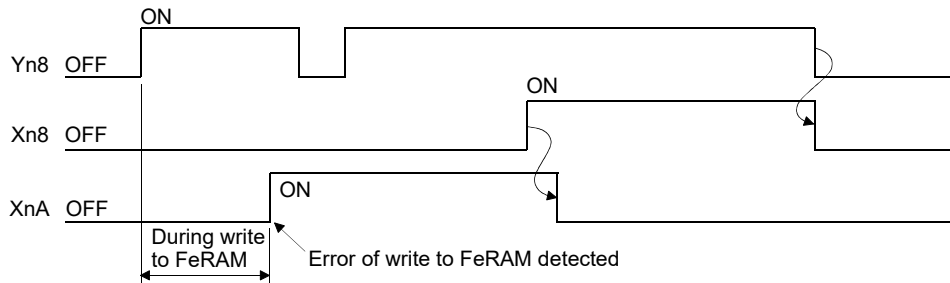 ON
Yn8 OFF
ON
Xn8 OFF
ON
XnA OFF
During write
to FeRAM
Error of write to FeRAM detected